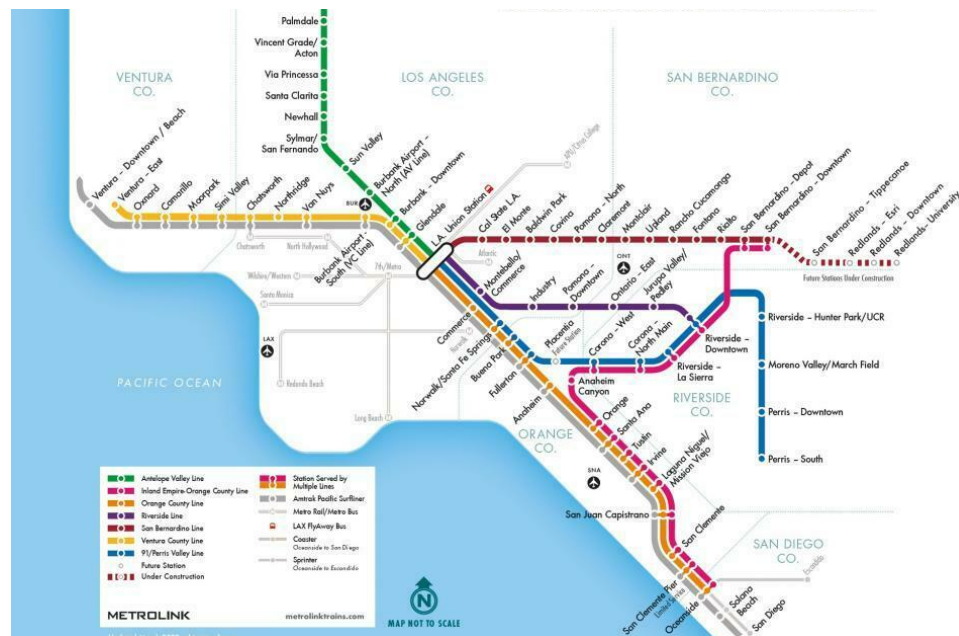 Palmdale
Vincent Grade/
Acton
Via Princessa
Santa Clarita
Newhall
Sylmar/
San Fernando
VENTURA
CO.
LOS ANGELES
CO.
SAN BERNARDINO
CO.
Ventura – Downtown / Beach
Ventura – East
Oxnard
Camarillo
Moorpark
Simi Valley
Chatsworth
Northridge
Van Nuys
Sun Valley
Burbank Airport –
North (AV Line)
BUR
Burbank – Downtown
Glendale
L.A. Union Station
APU/Citrus College
Cal State L.A.
El Monte
Baldwin Park
Covina
Pomona – North
Claremont
Montclair
Upland
Rancho Cucamonga
Fontana
Rialto
San Bernardino – Depot
San Bernardino – Downtown
San Bernardino – Tippecanoe
Redlands – Esri
Redlands – Downtown
Redlands – University
Future Stations Under Construction
Chatsworth
North Hollywood
Burbank Airport –
South (VC Line)
7th/Metro
Wilshire/Western
Santa Monica
Atlantic
LAX
Redondo Beach
Long Beach
Norwalk
Montebello/
Commerce
Industry
Pomona –
Downtown
ONT
Ontario – East
Jurupa Valley/
Pedley
Commerce
Norwalk/Santa Fe Springs
Buena Park
Fullerton
Placentia
Future Station
Corona – West
Corona –
North Main
Riverside –
Downtown
Riverside –
La Sierra
Riverside – Hunter Park/UCR
Moreno Valley/March Field
Perris – Downtown
Perris – South
RIVERSIDE
CO.
Anaheim
Canyon
Anaheim
ORANGE
CO.
Orange
Santa Ana
Tustin
Irvine
Laguna Niguel/
Mission Viejo
SNA
San Juan Capistrano
San Clemente
San Clemente Pier
Limited Service
Oceanside
SAN DIEGO
CO.
Escondido
Solana
Beach
San Diego
PACIFIC OCEAN
Antelope Valley Line
Inland Empire-Orange County Line
Orange County Line
Riverside Line
San Bernardino Line
Ventura County Line
91/Perris Valley Line
Future Station
Under Construction
Station Served by
Multiple Lines
Amtrak Pacific Surfliner
Metro Rail/Metro Bus
LAX FlyAway Bus
Coaster
Oceanside to San Diego
Sprinter
Oceanside to Escondido
METROLINK
metrolinktrains.com
N
MAP NOT TO SCALE